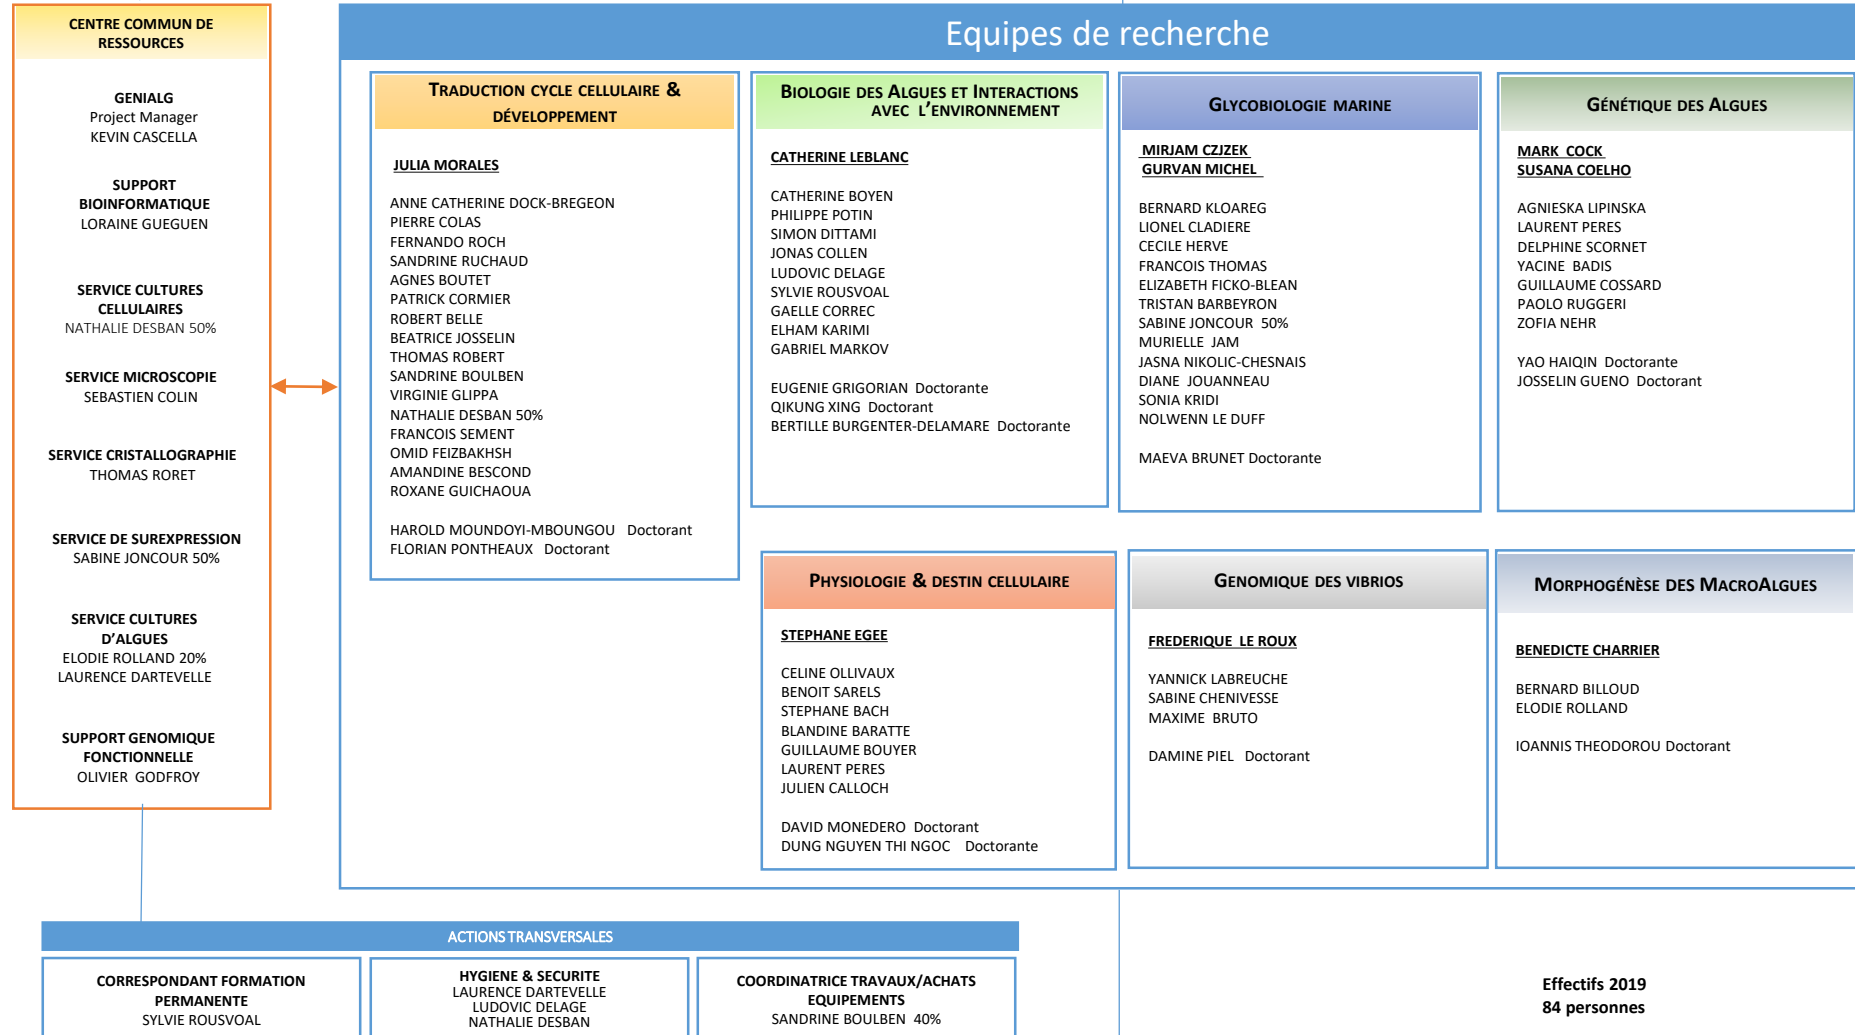 CENTRE COMMUN DE
RESSOURCES
GENIALG
Project Manager
KEVIN CASCELLA
SUPPORT
BIOINFORMATIQUE
LORAINE GUEGUEN
SERVICE CULTURES
CELLULAIRES
NATHALIE DESBAN 50%
SERVICE MICROSCOPIE
SEBASTIEN COLIN
SERVICE CRISTALLOGRAPHIE
THOMAS RORET
SERVICE DE SUREXPRESSION
SABINE JONCOUR 50%
SERVICE CULTURES
D'ALGUES
ELODIE ROLLAND 20%
LAURENCE DARTEVELLE
SUPPORT GENOMIQUE
FONCTIONNELLE
OLIVIER GODFROY
Equipes de recherche
TRADUCTION CYCLE CELLULAIRE &
DÉVELOPPEMENT
JULIA MORALES
ANNE CATHERINE DOCK-BREGEON
PIERRE COLAS
FERNANDO ROCH
SANDRINE RUCHAUD
AGNES BOUTET
PATRICK CORMIER
ROBERT BELLE
BEATRICE JOSSELIN
THOMAS ROBERT
SANDRINE BOULBEN
VIRGINIE GLIPPA
NATHALIE DESBAN 50%
FRANCOIS SEMENT
OMID FEIZBAKHSH
AMANDINE BESCOND
ROXANE GUICHAOUA
HAROLD MOUNDOYI-MBOUNGOU Doctorant
FLORIAN PONTHEAUX Doctorant
BIOLOGIE DES ALGUES ET INTERACTIONS
AVEC L'ENVIRONNEMENT
CATHERINE LEBLANC
CATHERINE BOYEN
PHILIPPE POTIN
SIMON DITTAMI
JONAS COLLEN
LUDOVIC DELAGE
SYLVIE ROUSVOAL
GAELLE CORREC
ELHAM KARIMI
GABRIEL MARKOV
EUGENIE GRIGORIAN Doctorante
QIKUNG XING Doctorant
BERTILLE BURGENTER-DELAMARE Doctorante
GLYCOBIOLOGIE MARINE
MIRJAM CZJZEK
GURVAN MICHEL
BERNARD KLOAREG
LIONEL CLADIERE
CECILE HERVE
FRANCOIS THOMAS
ELIZABETH FICKO-BLEAN
TRISTAN BARBEYRON
SABINE JONCOUR 50%
MURIELLE JAM
JASNA NIKOLIC-CHESNAIS
DIANE JOUANNEAU
SONIA KRIDI
NOLWENN LE DUFF
MAEVA BRUNET Doctorante
GÉNÉTIQUE DES ALGUES
MARK COCK
SUSANA COELHO
AGNIESKA LIPINSKA
LAURENT PERES
DELPHINE SCORNET
YACINE BADIS
GUILLAUME COSSARD
PAOLO RUGGERI
ZOFIA NEHR
YAO HAIQIN Doctorante
JOSSELIN GUENO Doctorant
PHYSIOLOGIE & DESTIN CELLULAIRE
STEPHANE EGEE
CELINE OLLIVAUX
BENOIT SARELS
STEPHANE BACH
BLANDINE BARATTE
GUILLAUME BOUYER
LAURENT PERES
JULIEN CALLOCH
DAVID MONEDERO Doctorant
DUNG NGUYEN THI NGOC Doctorante
GENOMIQUE DES VIBRIOS
FREDERIQUE LE ROUX
YANNICK LABREUCHE
SABINE CHENIVESSE
MAXIME BRUTO
DAMINE PIEL Doctorant
MORPHOGÉNÈSE DES MACROALGUES
BENEDICTE CHARRIER
BERNARD BILLOUD
ELODIE ROLLAND
IOANNIS THEODOROU Doctorant
ACTIONS TRANSVERSALES
CORRESPONDANT FORMATION
PERMANENTE
SYLVIE ROUSVOAL
HYGIENE & SECURITE
LAURENCE DARTEVELLE
LUDOVIC DELAGE
NATHALIE DESBAN
COORDINATRICE TRAVAUX/ACHATS
EQUIPEMENTS
SANDRINE BOULBEN 40%
Effectifs 2019
84 personnes